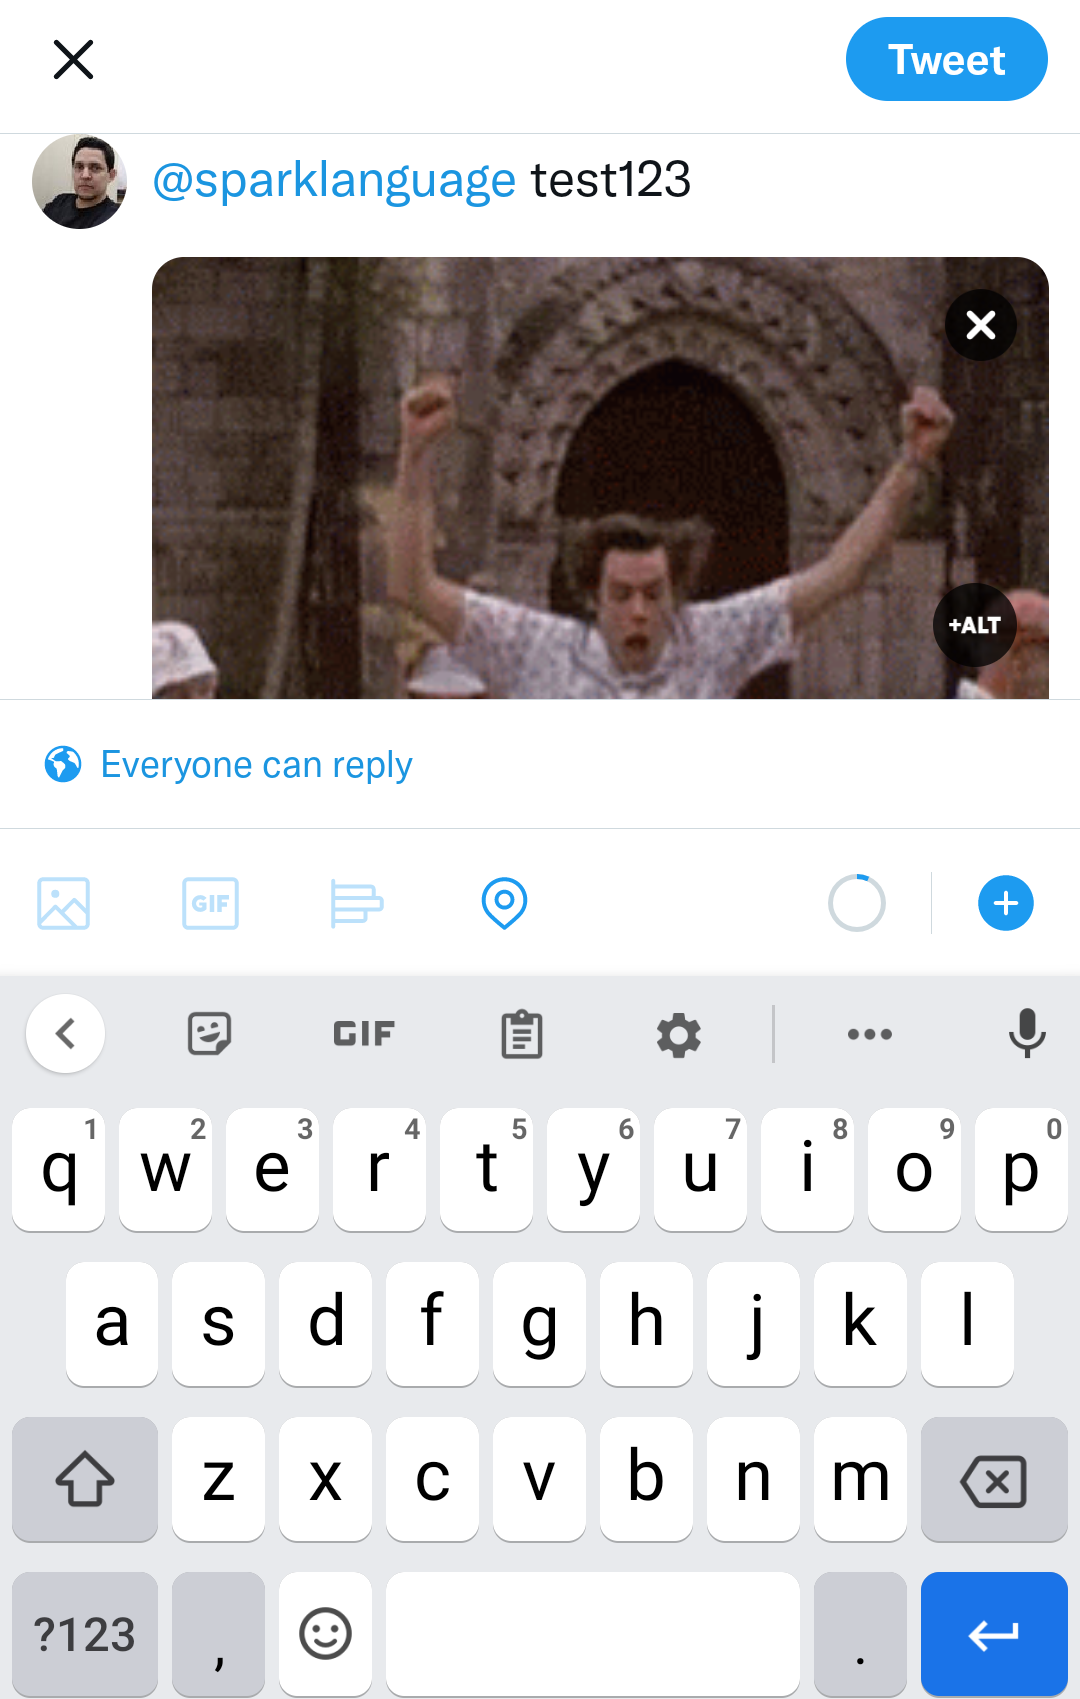 Tweet
@sparklanguage test123
+ALT
Everyone can reply
GIF
GIF
1 2 3 4 5 6 7 8 9 0
q w e r t y u i o p
a s d f g h j k l
z x c v b n m
?123 , .